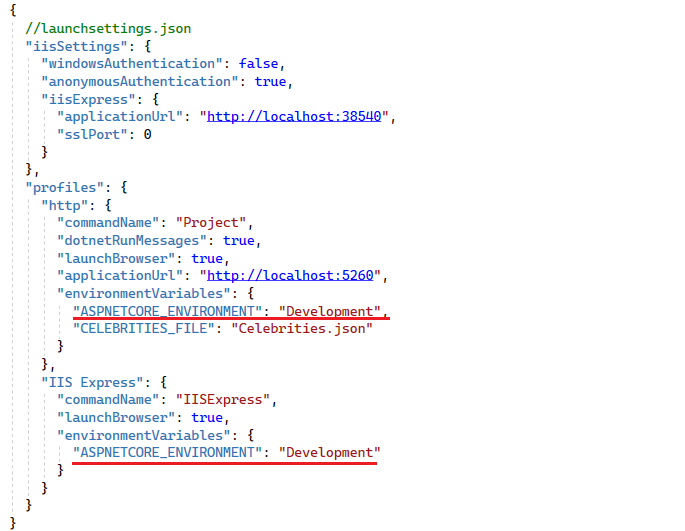 {
//launchsettings.json
"iisSettings": {
"windowsAuthentication": false,
"anonymousAuthentication": true,
"iisExpress": {
"applicationUrl": "http://localhost:38540",
"sslPort": 0
}
},
"profiles": {
"http": {
"commandName": "Project",
"dotnetRunMessages": true,
"launchBrowser": true,
"applicationUrl": "http://localhost:5260",
"environmentVariables": {
"ASPNETCORE_ENVIRONMENT": "Development",
"CELEBRITIES_FILE": "Celebrities.json"
}
},
"IIS Express": {
"commandName": "IISExpress",
"launchBrowser": true,
"environmentVariables": {
"ASPNETCORE_ENVIRONMENT": "Development"
}
}
}
}